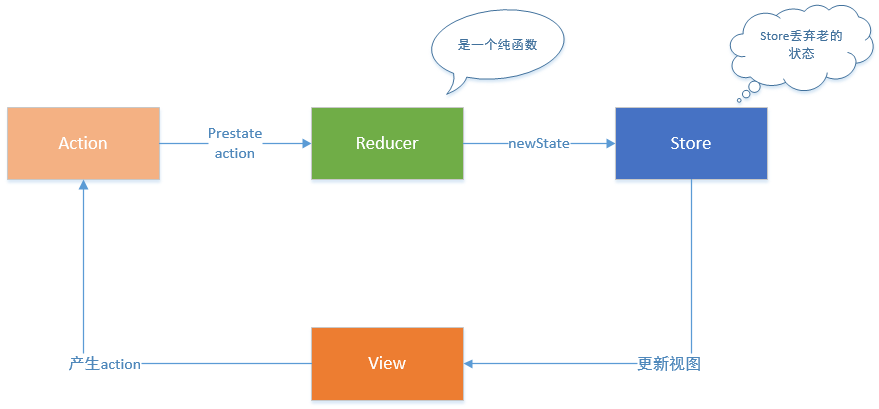 是一个纯函数
Store丢弃老的
状态
Action
Prestate
action
Reducer
newState
Store
产生action
View
更新视图